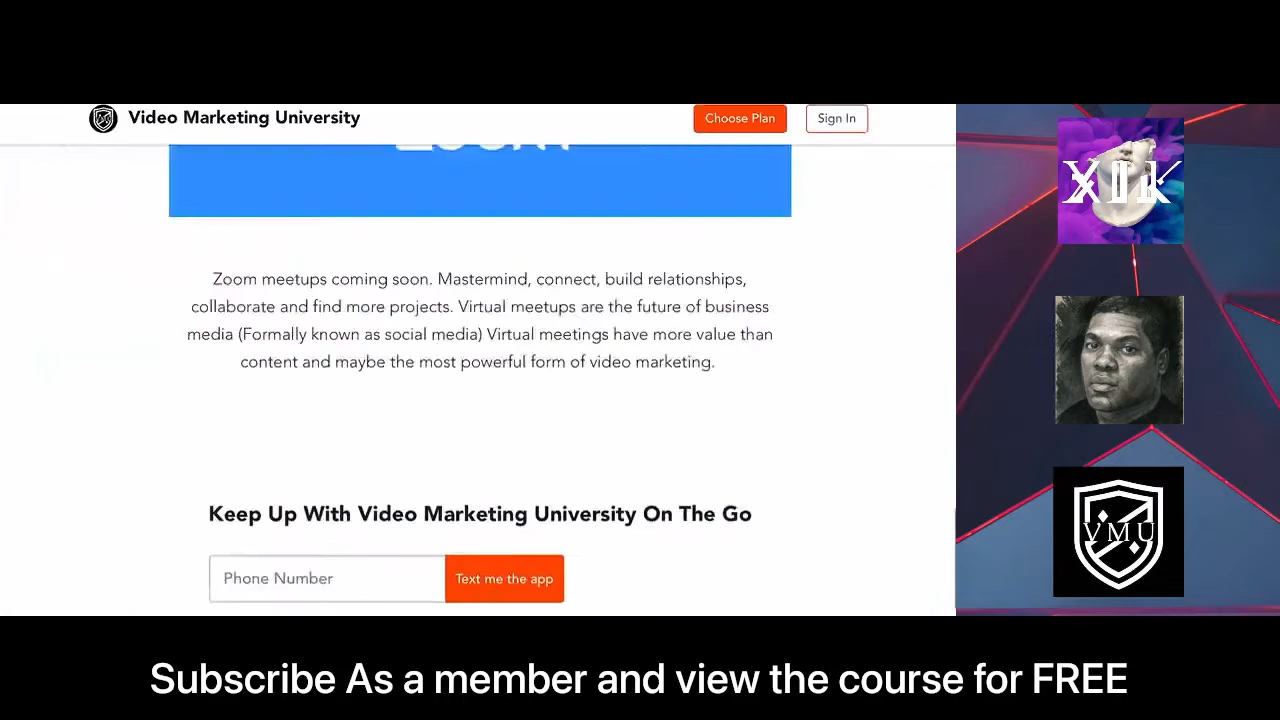 Video Marketing University
Choose Plan
Sign In
zoom
Zoom meetups coming soon. Mastermind, connect, build relationships,
collaborate and find more projects. Virtual meetups are the future of business
media (Formally known as social media) Virtual meetings have more value than
content and maybe the most powerful form of video marketing.
Keep Up With Video Marketing University On The Go
Phone Number
Text me the app
XIK
VMU
Subscribe As a member and view the course for FREE